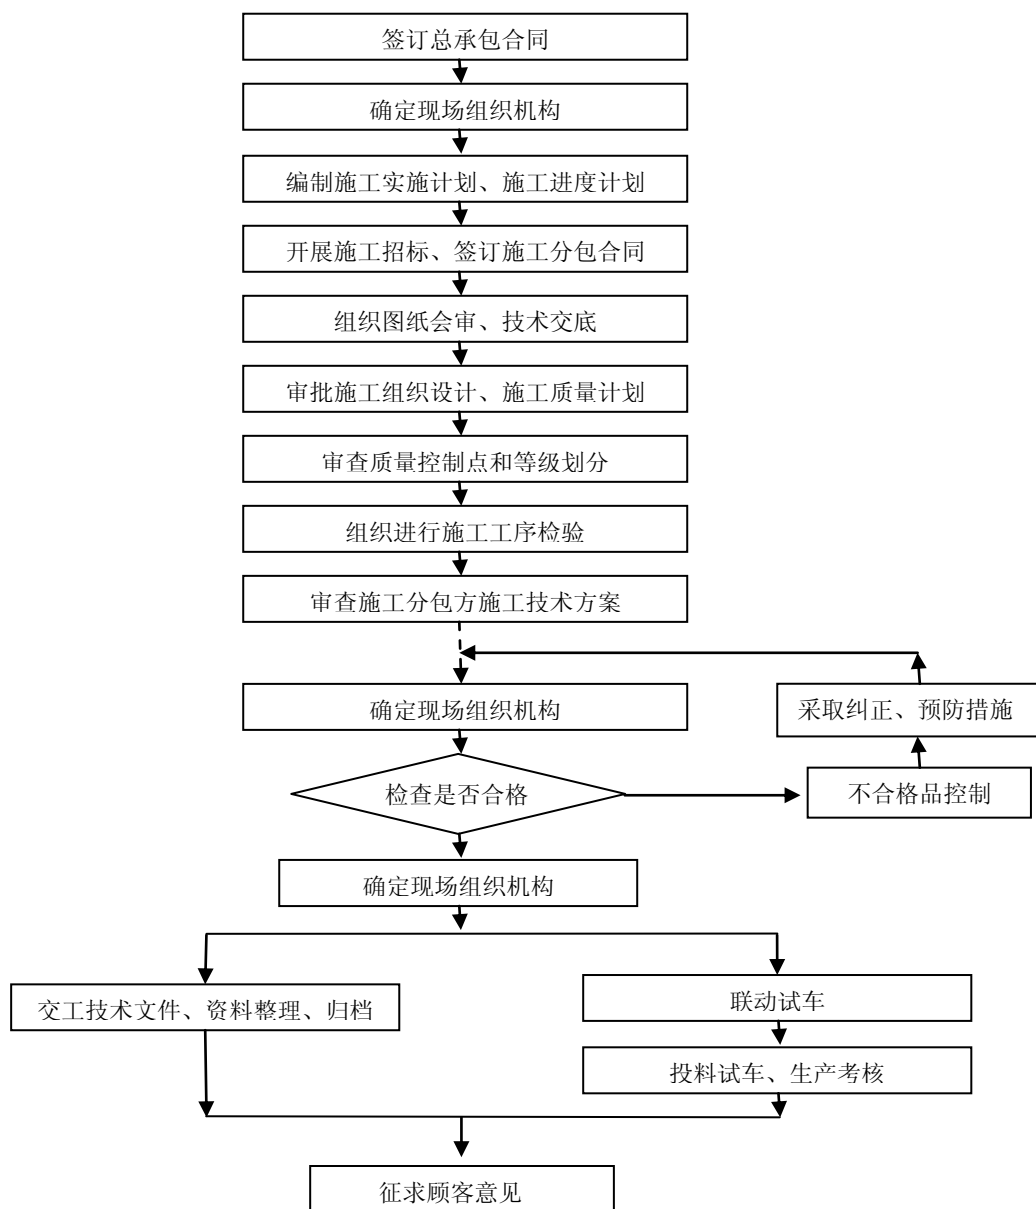 签订总承包合同
确定现场组织机构
编制施工实施计划、施工进度计划
开展施工招标、签订施工分包合同
组织图纸会审、技术交底
审批施工组织设计、施工质量计划
审查质量控制点和等级划分
组织进行施工工序检验
审查施工分包方施工技术方案
确定现场组织机构
采取纠正、预防措施
检查是否合格
不合格品控制
确定现场组织机构
交工技术文件、资料整理、归档
联动试车
投料试车、生产考核
征求顾客意见